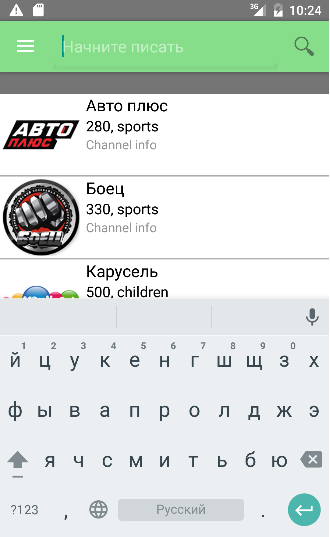 3G 10:24
Начните писать
Авто плюс
АВТО
ПЛЮС
280, sports
Channel info
Боец
БОЕЦ
330, sports
Channel info
Карусель
500, children
1 2 3 4 5 6 7 8 9 0
й ц у к е н г ш щ з х
ф ы в а п р о л д ж э
я ч с м и т ь б ю
?123 , Русский .